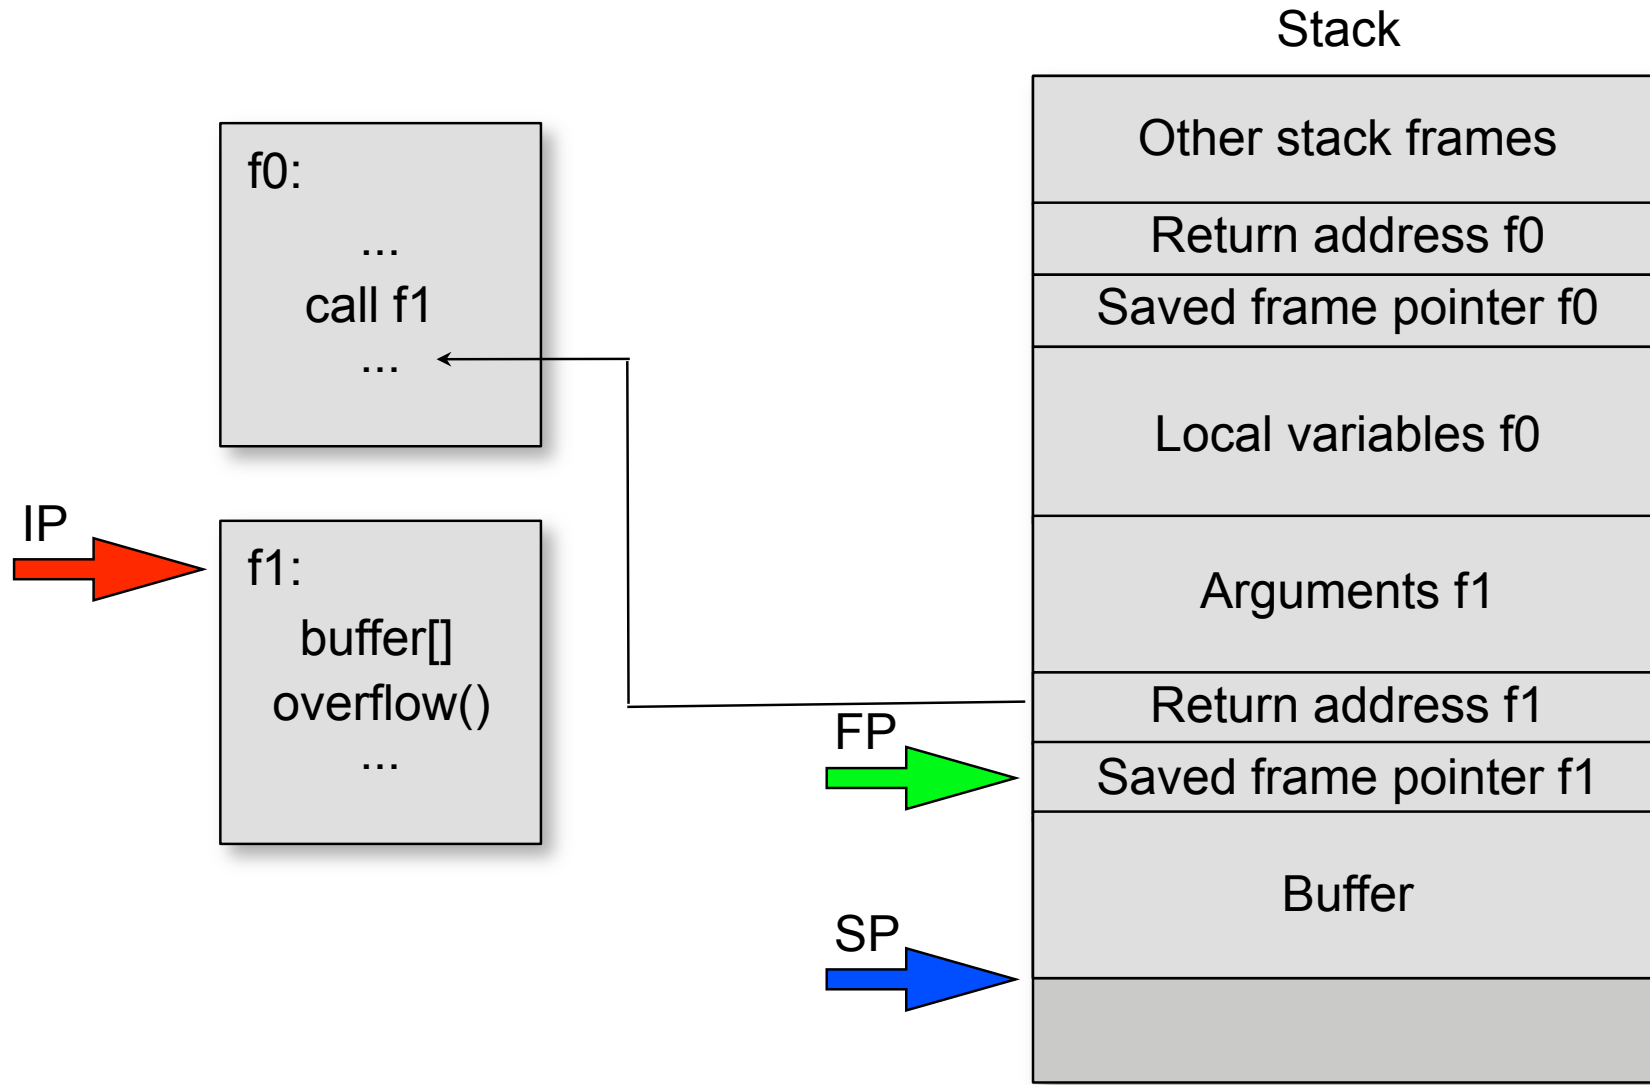 Stack
f0:
...
call f1
...
IP
f1:
buffer[]
overflow()
...
Other stack frames
Return address f0
Saved frame pointer f0
Local variables f0
Arguments f1
Return address f1
FP
Saved frame pointer f1
Buffer
SP